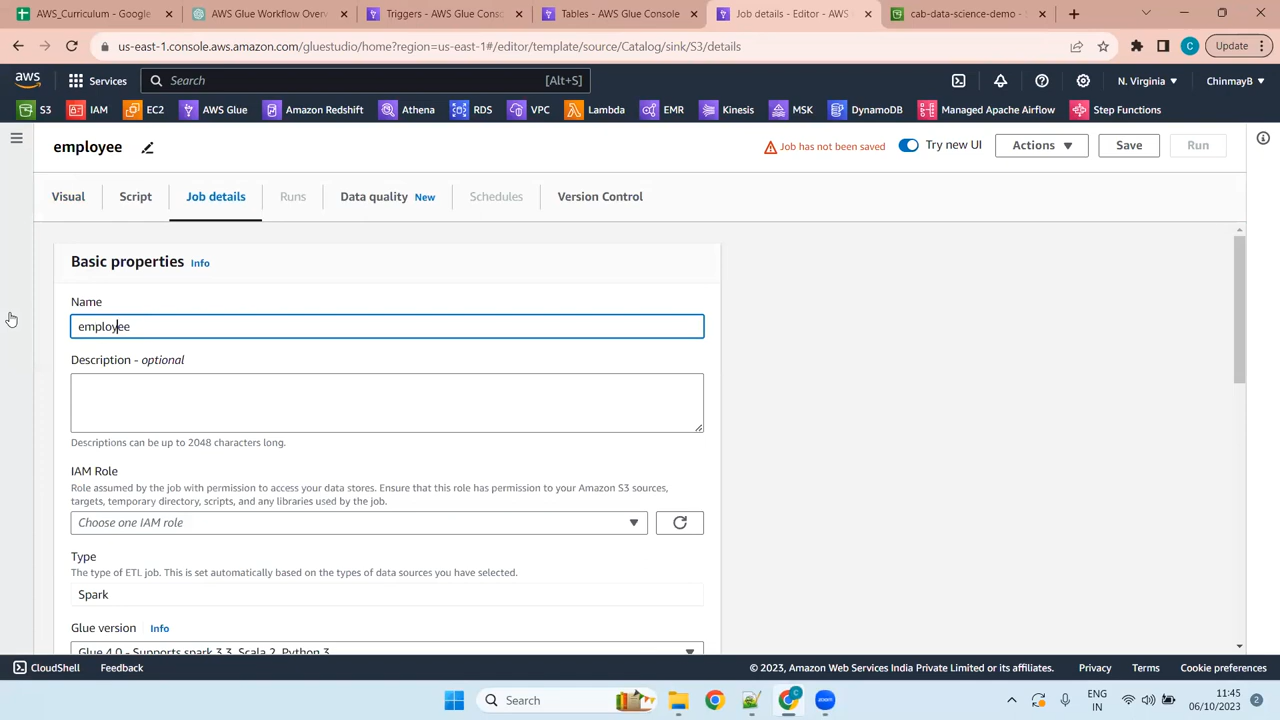 AWS_Curriculum - Google
AWS Glue Workflow Overv
Triggers - AWS Glue Conso
Tables - AWS Glue Console
Job details - Editor - AWS
cab-data-science-demo -
us-east-1.console.aws.amazon.com/gluestudio/home?region=us-east-1#/editor/template/source/Catalog/sink/S3/details
C
Update
aws
Services
Search
[Alt+S]
N. Virginia
ChinmayB
S3
IAM
EC2
AWS Glue
Amazon Redshift
Athena
RDS
VPC
Lambda
EMR
Kinesis
MSK
DynamoDB
Managed Apache Airflow
Step Functions
employee
Job has not been saved
Try new UI
Actions
Save
Run
Visual
Script
Job details
Runs
Data quality New
Schedules
Version Control
Basic properties Info
Name
employee
Description - optional
Descriptions can be up to 2048 characters long.
IAM Role
Role assumed by the job with permission to access your data stores. Ensure that this role has permission to your Amazon S3 sources,
targets, temporary directory, scripts, and any libraries used by the job.
Choose one IAM role
Type
The type of ETL job. This is set automatically based on the types of data sources you have selected.
Spark
Glue version Info
Glue 4.0 - Supports spark 3.3, Scala 2, Python 3
CloudShell
Feedback
© 2023, Amazon Web Services India Private Limited or its affiliates.
Privacy
Terms
Cookie preferences
Search
C
zoom
ENG
IN
11:45
06/10/2023
2